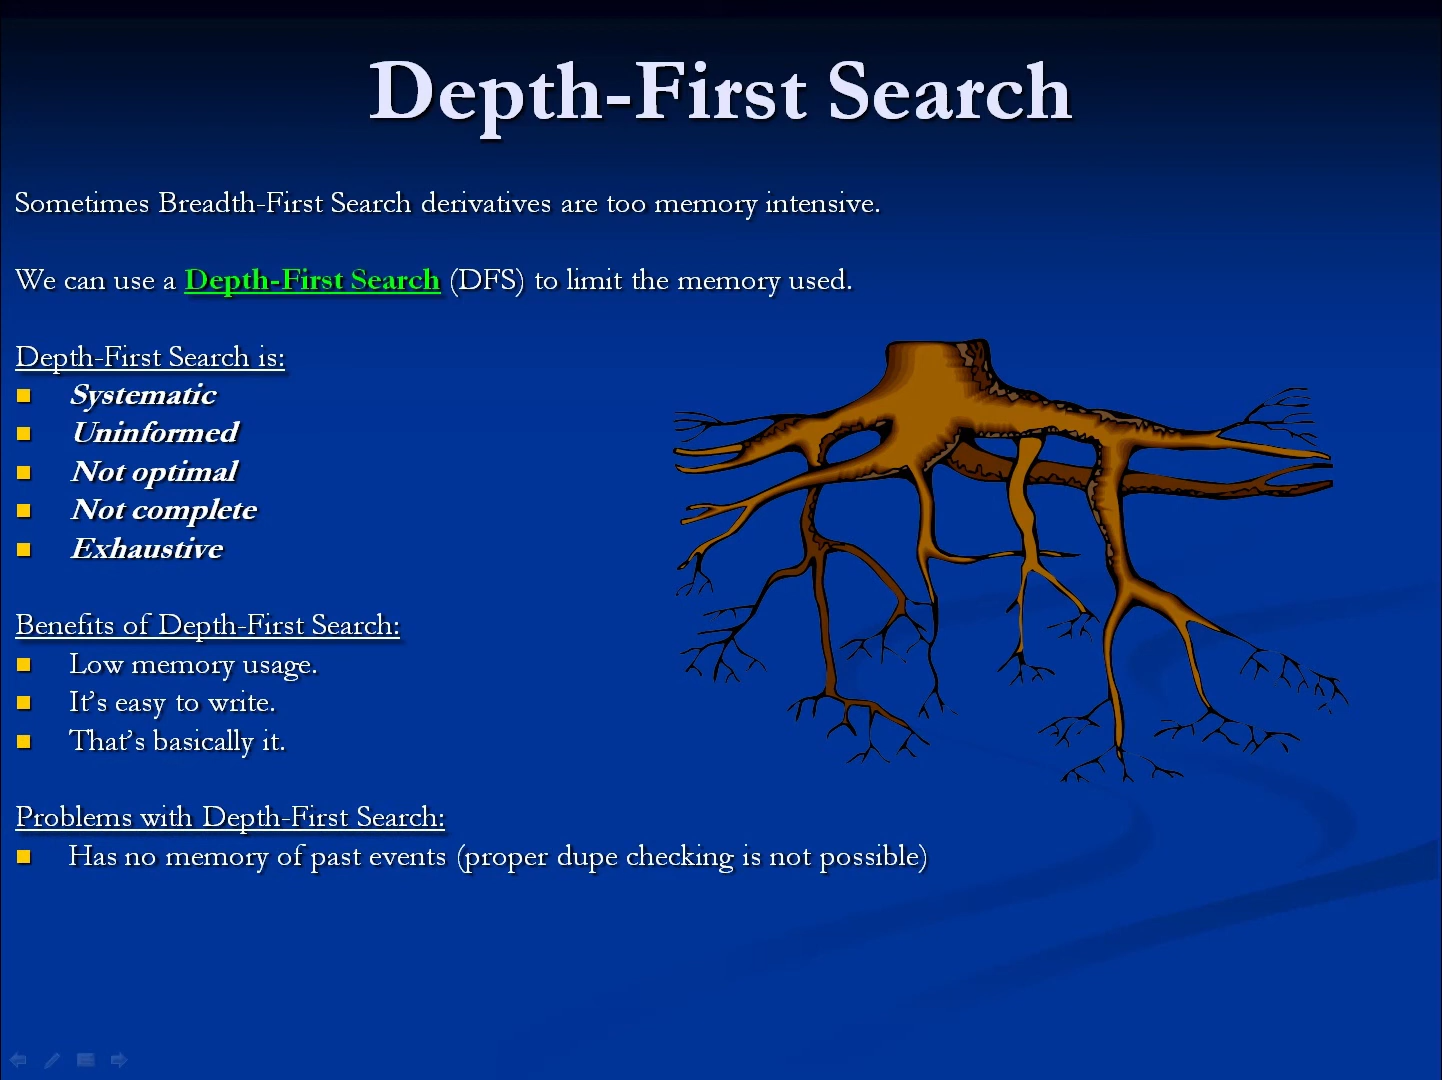 Depth-First Search
Sometimes Breadth-First Search derivatives are too memory intensive.
We can use a Depth-First Search (DFS) to limit the memory used.
Depth-First Search is:
Systematic
Uninformed
Not optimal
Not complete
Exhaustive
Benefits of Depth-First Search:
Low memory usage.
It’s easy to write.
That’s basically it.
Problems with Depth-First Search:
Has no memory of past events (proper dupe checking is not possible)